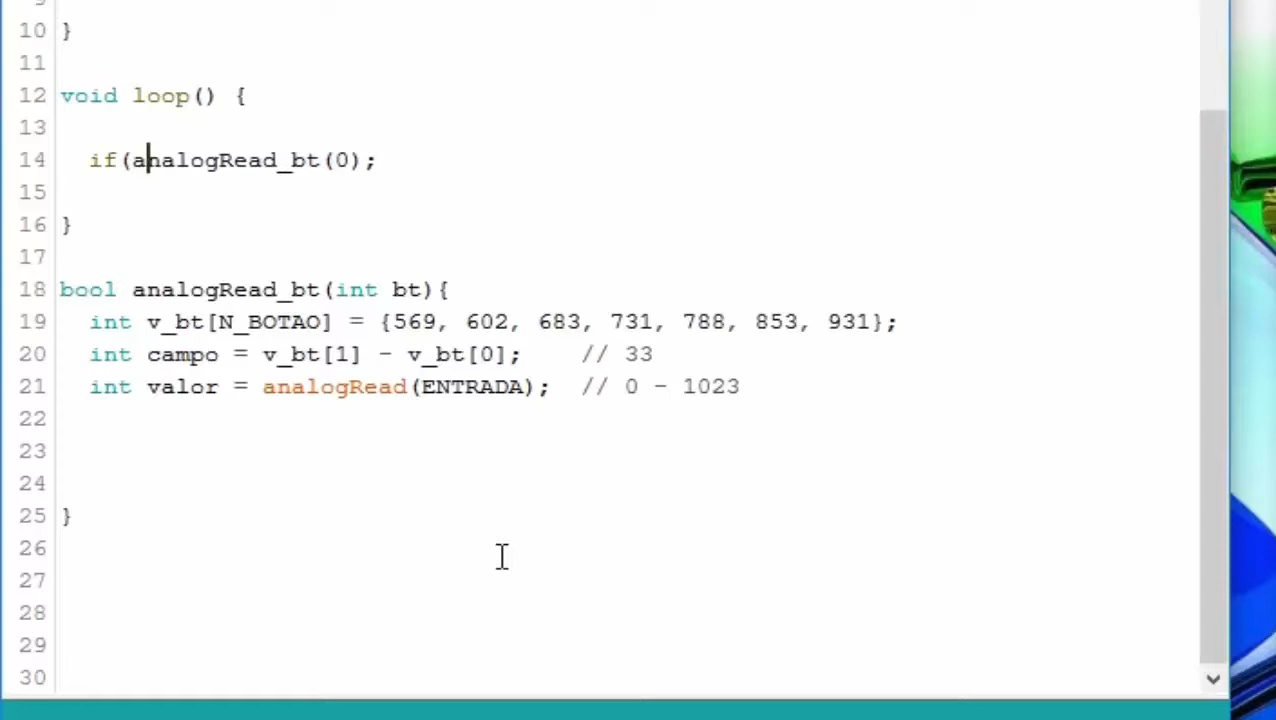 10 }
11
12 void loop() {
13
14 if(analogRead_bt(0);
15
16 }
17
18 bool analogRead_bt(int bt){
19 int v_bt[N_BOTAO] = {569, 602, 683, 731, 788, 853, 931};
20 int campo = v_bt[1] - v_bt[0]; // 33
21 int valor = analogRead(ENTRADA); // 0 - 1023
22
23
24
25 }
26
27
28
29
30